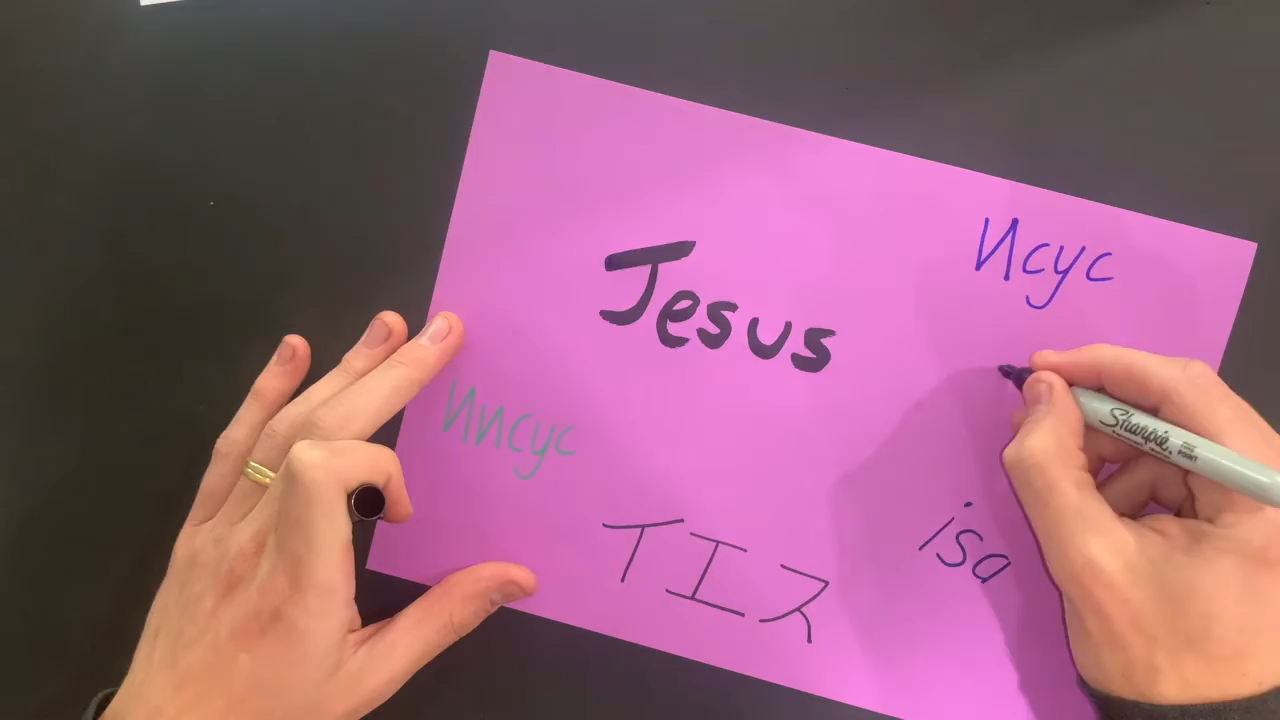 Исус
Jesus
Иисус
イエス
isa
Sharpie.